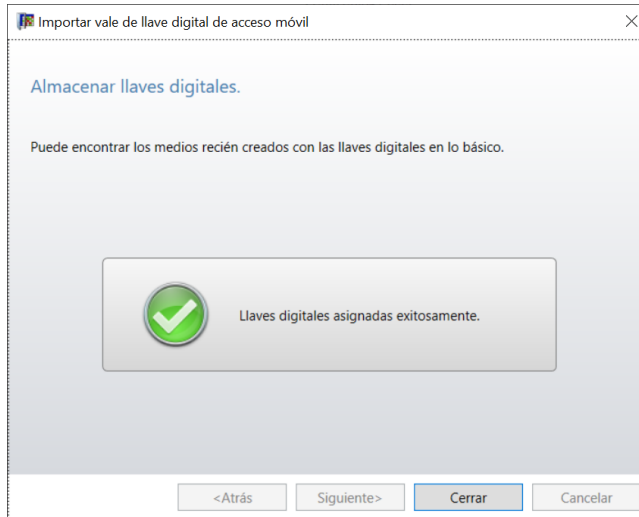 Importar vale de llave digital de acceso móvil
Almacenar llaves digitales.
Puede encontrar los medios recién creados con las llaves digitales en lo básico.
Llaves digitales asignadas exitosamente.
<Atrás Siguiente> Cerrar Cancelar